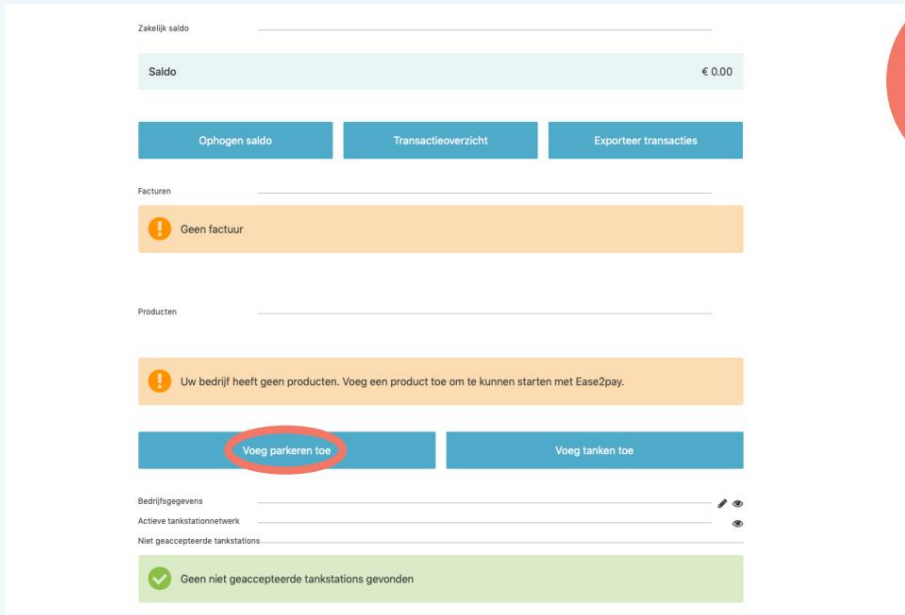 Zakelijk saldo
Saldo € 0.00
Ophogen saldo Transactieoverzicht Exporteer transacties
Facturen
Geen factuur
Producten
Uw bedrijf heeft geen producten. Voeg een product toe om te kunnen starten met Ease2pay.
Voeg parkeren toe Voeg tanken toe
Bedrijfsgegevens
Actieve tankstationnetwerk
Niet geaccepteerde tankstations
Geen niet geaccepteerde tankstations gevonden